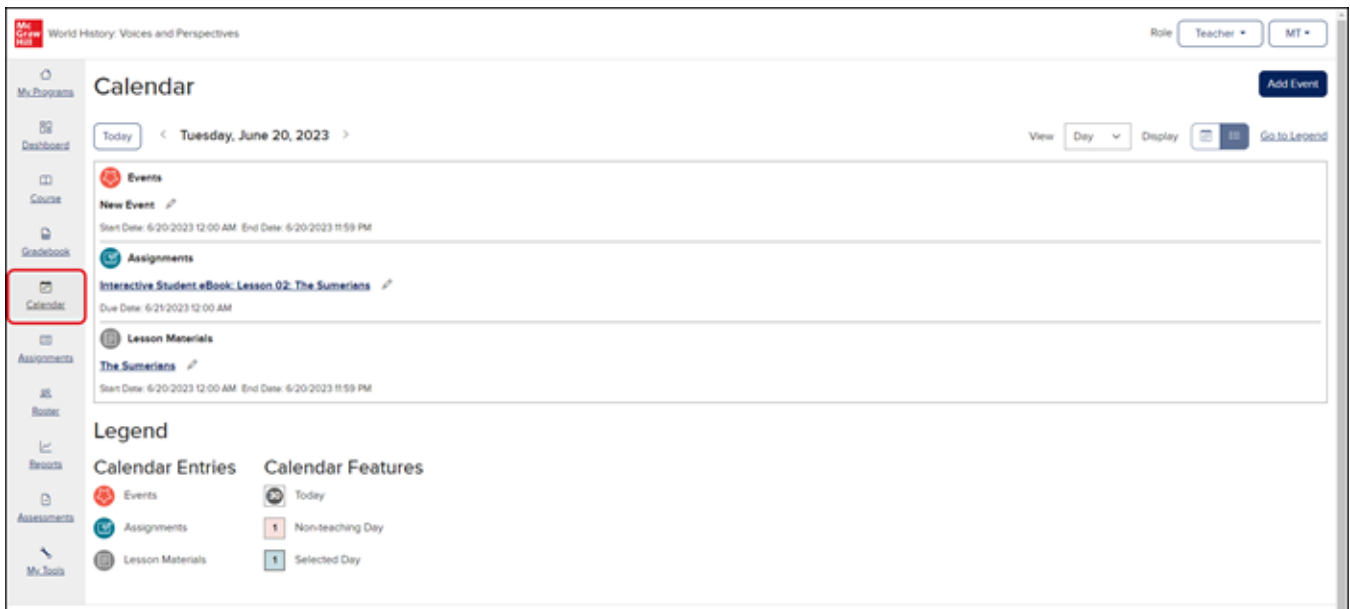 Mc
Graw
Hill
World History: Voices and Perspectives
Role Teacher MT
My Programs
Calendar
Add Event
Dashboard
Today < Tuesday, June 20, 2023 >
View Day Display Go to Legend
Course
Events
New Event
Start Date: 6/20/2023 12:00 AM End Date: 6/20/2023 11:59 PM
Gradebook
Assignments
Interactive Student eBook: Lesson 02: The Sumerians
Due Date: 6/21/2023 12:00 AM
Calendar
Lesson Materials
The Sumerians
Start Date: 6/20/2023 12:00 AM End Date: 6/20/2023 11:59 PM
Assignments
Roster
Legend
Reports
Calendar Entries Calendar Features
Events 30 Today
Assessments
Assignments 1 Non-teaching Day
Lesson Materials 1 Selected Day
My Tools